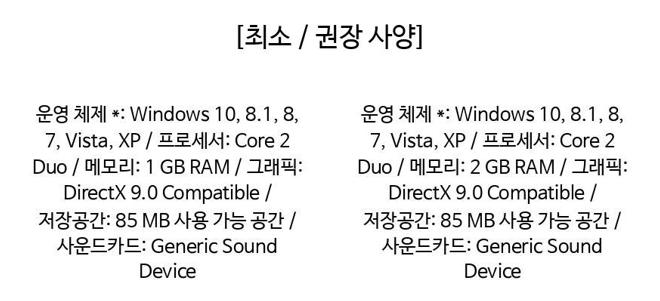 [최소 / 권장 사양]
운영 체제 *: Windows 10, 8.1, 8,
7, Vista, XP / 프로세서: Core 2
Duo / 메모리: 1 GB RAM / 그래픽:
DirectX 9.0 Compatible /
저장공간: 85 MB 사용 가능 공간 /
사운드카드: Generic Sound
Device
운영 체제 *: Windows 10, 8.1, 8,
7, Vista, XP / 프로세서: Core 2
Duo / 메모리: 2 GB RAM / 그래픽:
DirectX 9.0 Compatible /
저장공간: 85 MB 사용 가능 공간 /
사운드카드: Generic Sound
Device